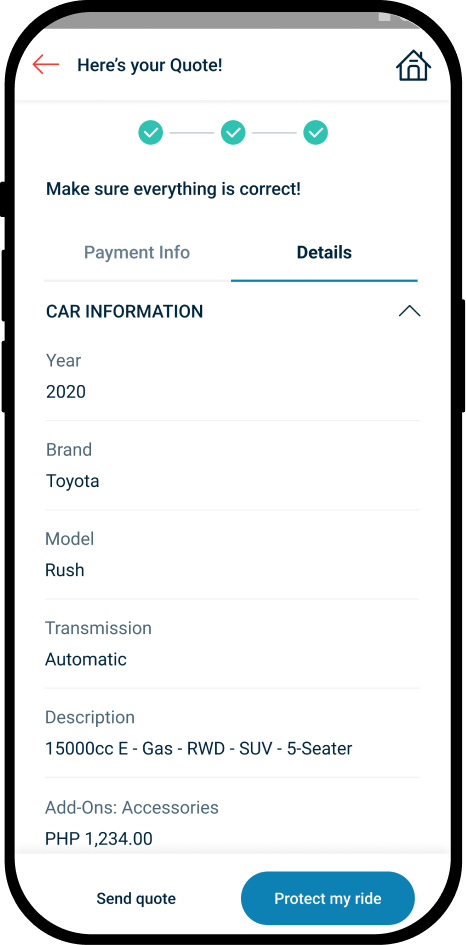 Here’s your Quote!
Make sure everything is correct!
Payment Info Details
CAR INFORMATION
Year
2020
Brand
Toyota
Model
Rush
Transmission
Automatic
Description
15000cc E - Gas - RWD - SUV - 5-Seater
Add-Ons: Accessories
PHP 1,234.00
Send quote Protect my ride